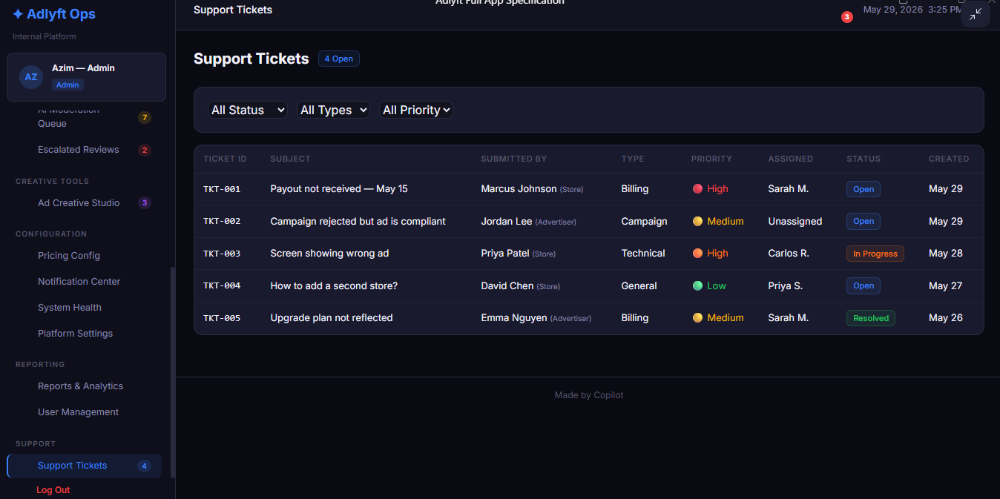 Adlyft Full App Specification
✦ Adlyft Ops
Internal Platform
AZ
Azim — Admin
Admin
AI Moderation
Queue
7
Escalated Reviews 2
CREATIVE TOOLS
Ad Creative Studio 3
CONFIGURATION
Pricing Config
Notification Center
System Health
Platform Settings
REPORTING
Reports & Analytics
User Management
SUPPORT
Support Tickets 4
Log Out
Support Tickets
3
May 29, 2026 3:25 PM
Support Tickets 4 Open
All Status All Types All Priority
TICKET ID SUBJECT SUBMITTED BY TYPE PRIORITY ASSIGNED STATUS CREATED
TKT-001 Payout not received — May 15 Marcus Johnson (Store) Billing High Sarah M. Open May 29
TKT-002 Campaign rejected but ad is compliant Jordan Lee (Advertiser) Campaign Medium Unassigned Open May 29
TKT-003 Screen showing wrong ad Priya Patel (Store) Technical High Carlos R. In Progress May 28
TKT-004 How to add a second store? David Chen (Store) General Low Priya S. Open May 27
TKT-005 Upgrade plan not reflected Emma Nguyen (Advertiser) Billing Medium Sarah M. Resolved May 26
Made by Copilot